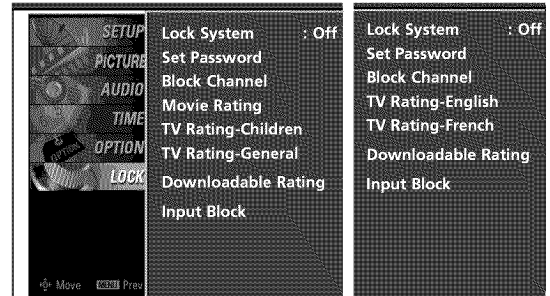 SETUP
PICTURE
AUDIO
TIME
OPTION
LOCK
Move MENU Prev
Lock System : Off
Set Password
Block Channel
Movie Rating
TV Rating-Children
TV Rating-General
Downloadable Rating
Input Block
Lock System : Off
Set Password
Block Channel
TV Rating-English
TV Rating-French
Downloadable Rating
Input Block